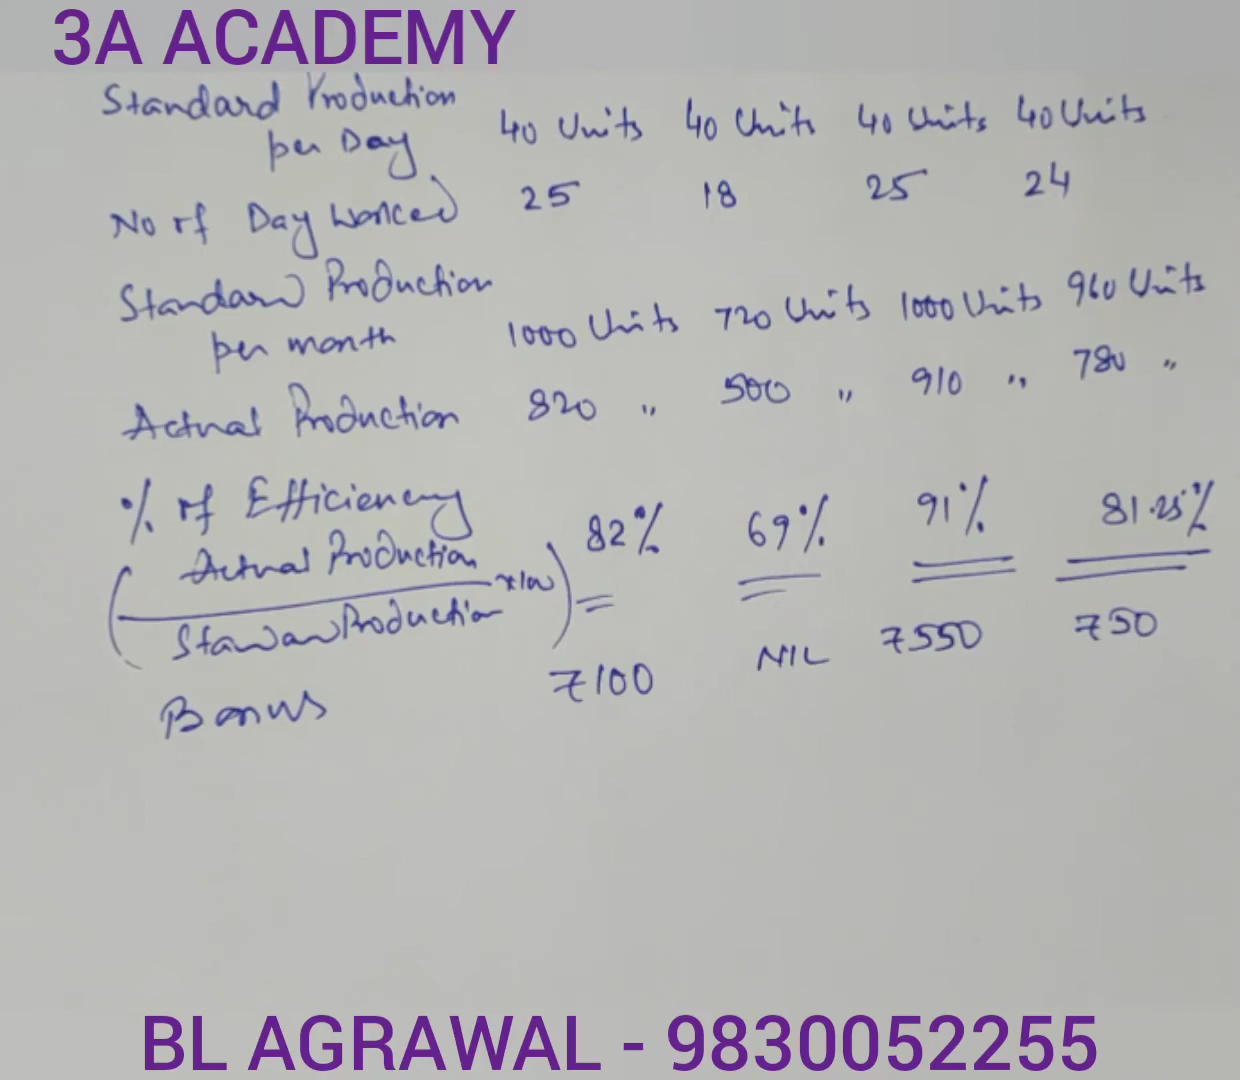 3A ACADEMY
Standard Production
per Day 40 Units 40 Units 40 Units 40 Units
No of Day Worked 25 18 25 24
Standard Production
per month 1000 Units 720 Units 1000 Units 960 Units
Actual Production 820 " 500 " 910 " 780 "
% of Efficiency 82% 69% 91% 81.25%
(Actual Production
Standard Production ×100)
Bonus ₹100 NIL ₹550 ₹50
BL AGRAWAL - 9830052255